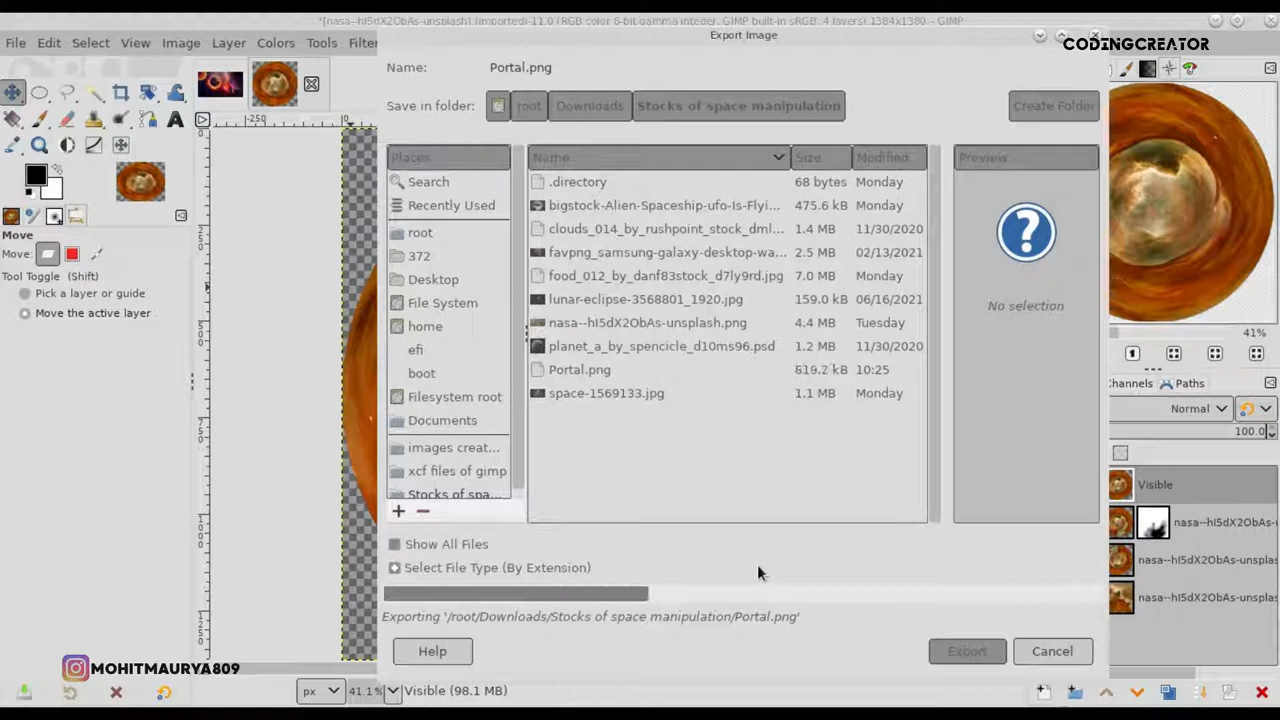 *[nasa--hI5dX2ObAs-unsplash] (imported)-11.0 (RGB color 8-bit gamma integer, GIMP built-in sRGB, 4 layers) 1384x1380 – GIMP
Export Image
CODINGCREATOR
File Edit Select View Image Layer Colors Tools Filter
Name: Portal.png
Save in folder: root Downloads Stocks of space manipulation Create Folder
-250 0
Places Name Size Modified Preview
Search
Recently Used
root
372
Desktop
File System
home
efi
boot
Filesystem root
Documents
images creat...
xcf files of gimp
Stocks of spa...
.directory 68 bytes Monday
bigstock-Alien-Spaceship-ufo-Is-Flyi... 475.6 kB Monday
clouds_014_by_rushpoint_stock_dml... 1.4 MB 11/30/2020
favpng_samsung-galaxy-desktop-wa... 2.5 MB 02/13/2021
food_012_by_danf83stock_d7ly9rd.jpg 7.0 MB Monday
lunar-eclipse-3568801_1920.jpg 159.0 kB 06/16/2021
nasa--hI5dX2ObAs-unsplash.png 4.4 MB Tuesday
planet_a_by_spencicle_d10ms96.psd 1.2 MB 11/30/2020
Portal.png 819.2 kB 10:25
space-1569133.jpg 1.1 MB Monday
No selection
Move
Move:
Tool Toggle (Shift)
Pick a layer or guide
Move the active layer
41%
Channels Paths
Normal
100.0
Visible
nasa--hI5dX2ObAs-
nasa--hI5dX2ObAs-unsplas
nasa--hI5dX2ObAs-unsplas
Show All Files
Select File Type (By Extension)
Exporting '/root/Downloads/Stocks of space manipulation/Portal.png'
Help Export Cancel
MOHITMAURYA809
px 41.1% Visible (98.1 MB)